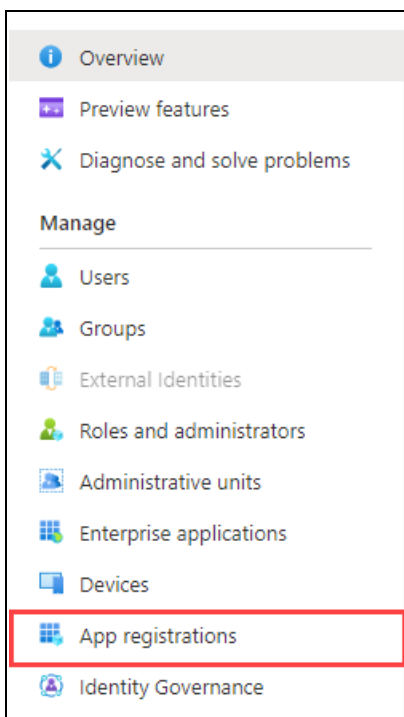 Overview
Preview features
Diagnose and solve problems
Manage
Users
Groups
External Identities
Roles and administrators
Administrative units
Enterprise applications
Devices
App registrations
Identity Governance